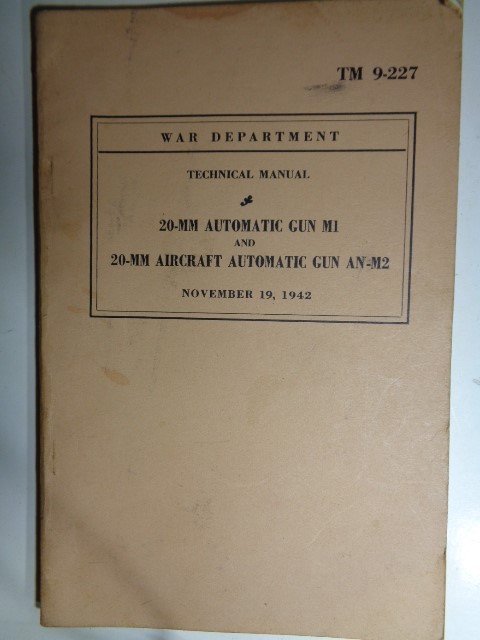 TM 9-227
WAR DEPARTMENT
TECHNICAL MANUAL
20-MM AUTOMATIC GUN M1
AND
20-MM AIRCRAFT AUTOMATIC GUN AN-M2
NOVEMBER 19, 1942